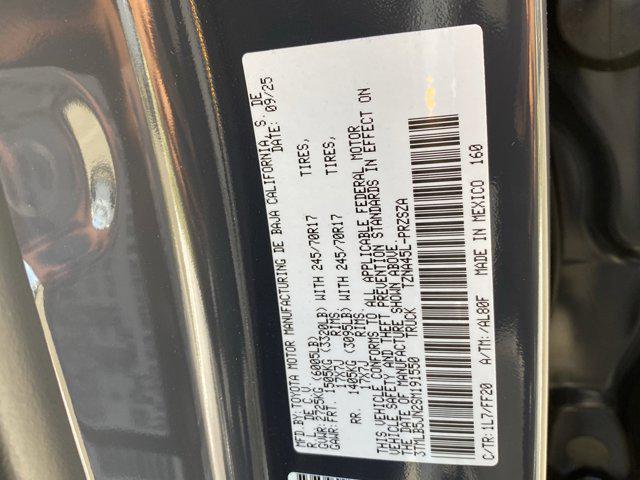 MFD.BY:TOYOTA MOTOR MANUFACTURING DE BAJA CALIFORNIA, S. DE
R.L. DE C.V. DATE: 09/25
GVWR: 2725KG (6005LB)
GAWR: FRT. 1505KG (3320LB) WITH 245/70R17 TIRES,
17X7J RIMS,
RR. 1405KG (3095LB) WITH 245/70R17 TIRES,
17X7J RIMS.
THIS VEHICLE CONFORMS TO ALL APPLICABLE FEDERAL MOTOR
VEHICLE SAFETY AND THEFT PREVENTION STANDARDS IN EFFECT ON
THE DATE OF MANUFACTURE SHOWN ABOVE.
3TMLB5JN2SM191550 TRUCK TZNA45L-PRZSZA
C/TR:1L7/FF20 A/TM:-/AL80F MADE IN MEXICO 160